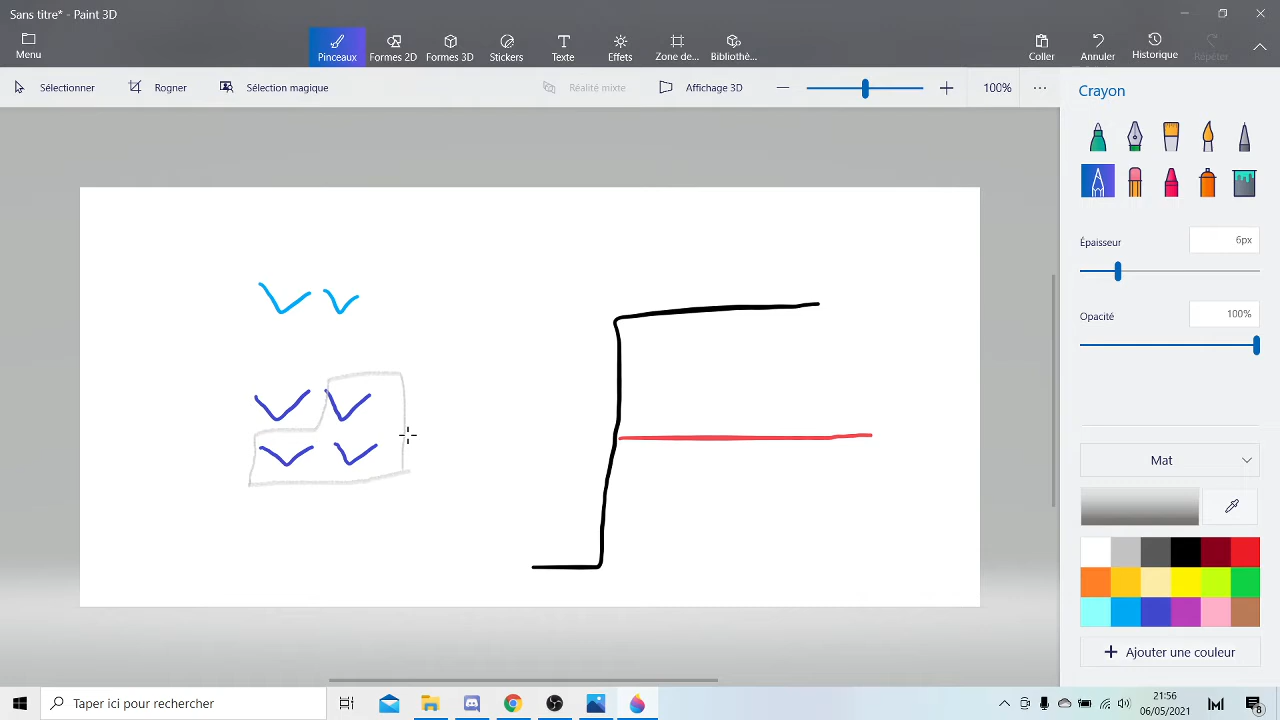 Sans titre* - Paint 3D
Menu
Pinceaux
Formes 2D
Formes 3D
Stickers
Texte
Effets
Zone de...
Bibliothè...
Coller
Annuler
Historique
Répéter
Sélectionner
Rogner
Sélection magique
Réalité mixte
Affichage 3D
100%
Crayon
Épaisseur
6px
Opacité
100%
Mat
Ajouter une couleur
Taper ici pour rechercher
21:56
06/05/2021
8